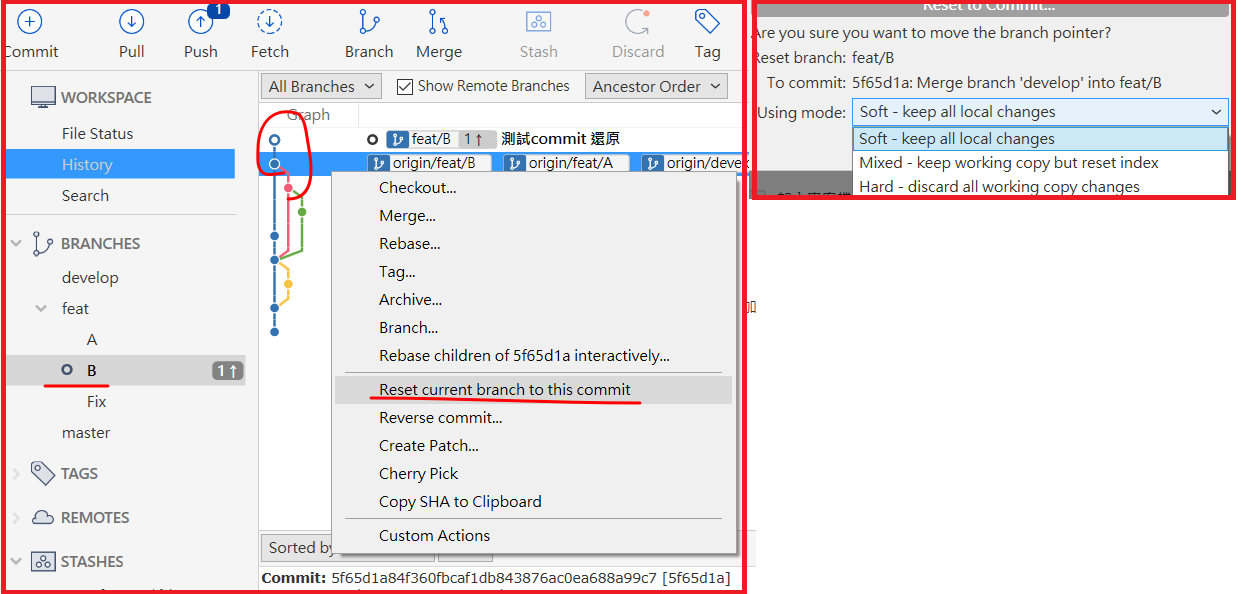 1
Commit Pull Push Fetch Branch Merge Stash Discard Tag
WORKSPACE
File Status
History
Search
BRANCHES
develop
feat
A
B 1↑
Fix
master
TAGS
REMOTES
STASHES
All Branches Show Remote Branches Ancestor Order
Graph
feat/B 1↑ 測試commit 還原
origin/feat/B origin/feat/A
Checkout...
Merge...
Rebase...
Tag...
Archive...
Branch...
Rebase children of 5f65d1a interactively...
Reset current branch to this commit
Reverse commit...
Create Patch...
Cherry Pick
Copy SHA to Clipboard
Custom Actions
Sorted by
加
Commit: 5f65d1a84f360fbcaf1db843876ac0ea688a99c7 [5f65d1a]
Reset to Commit...
Are you sure you want to move the branch pointer?
Reset branch: feat/B
To commit: 5f65d1a: Merge branch 'develop' into feat/B
Using mode: Soft - keep all local changes
Soft - keep all local changes
Mixed - keep working copy but reset index
Hard - discard all working copy changes